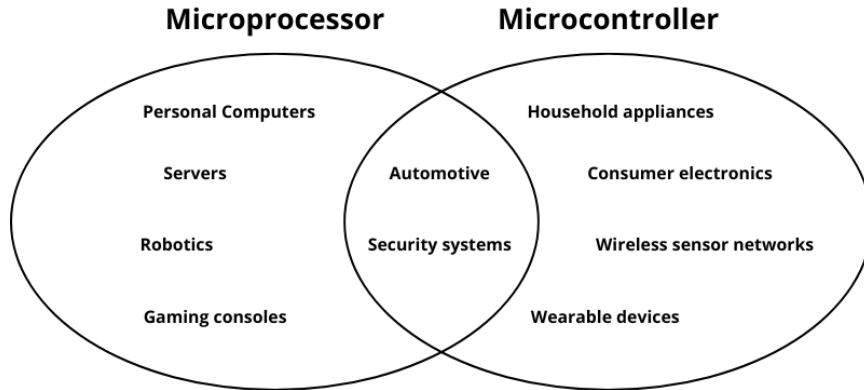 Microprocessor Microcontroller
Personal Computers Household appliances
Servers Automotive Consumer electronics
Robotics Security systems Wireless sensor networks
Gaming consoles Wearable devices